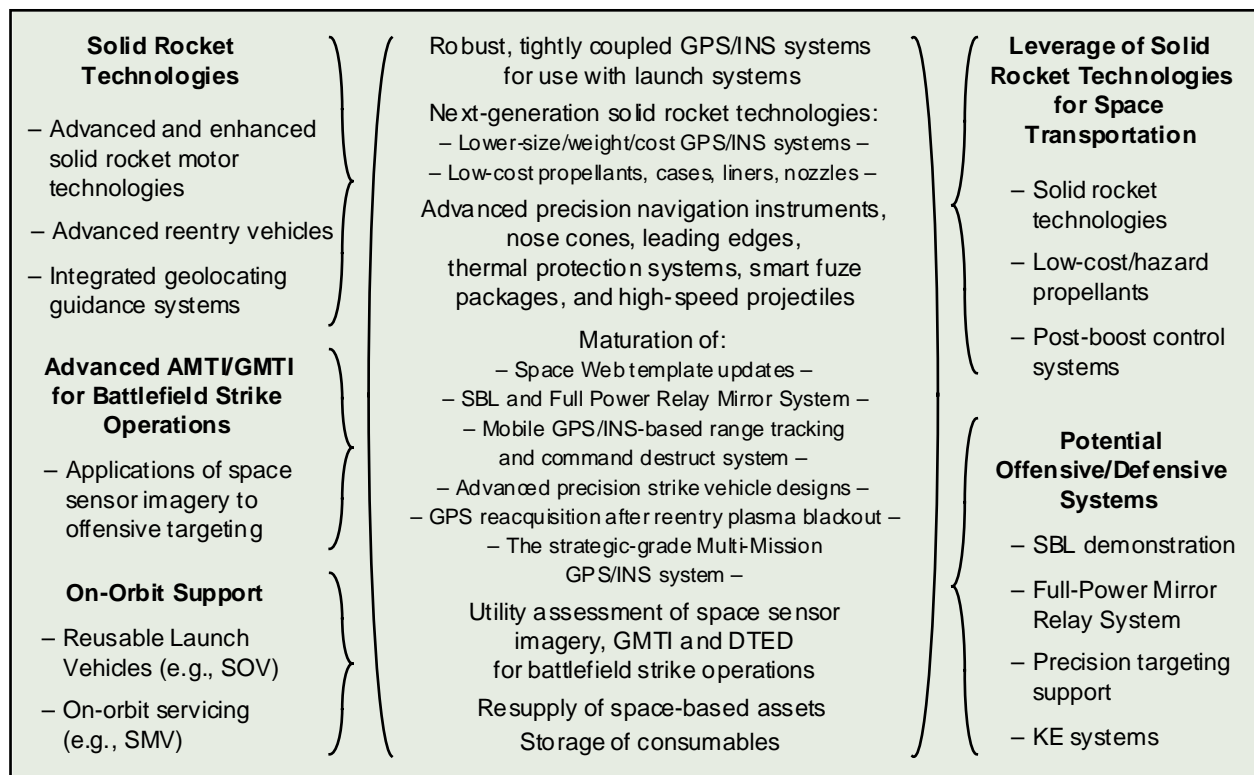 Solid Rocket
Technologies
– Advanced and enhanced
solid rocket motor
technologies
– Advanced reentry vehicles
– Integrated geolocating
guidance systems
Advanced AMTI/GMTI
for Battlefield Strike
Operations
– Applications of space
sensor imagery to
offensive targeting
On-Orbit Support
– Reusable Launch
Vehicles (e.g., SOV)
– On-orbit servicing
(e.g., SMV)
Robust, tightly coupled GPS/INS systems
for use with launch systems
Next-generation solid rocket technologies:
– Lower-size/weight/cost GPS/INS systems –
– Low-cost propellants, cases, liners, nozzles –
Advanced precision navigation instruments,
nose cones, leading edges,
thermal protection systems, smart fuze
packages, and high-speed projectiles
Maturation of:
– Space Web template updates –
– SBL and Full Power Relay Mirror System –
– Mobile GPS/INS-based range tracking
and command destruct system –
– Advanced precision strike vehicle designs –
– GPS reacquisition after reentry plasma blackout –
– The strategic-grade Multi-Mission
GPS/INS system –
Utility assessment of space sensor
imagery, GMTI and DTED
for battlefield strike operations
Resupply of space-based assets
Storage of consumables
Leverage of Solid
Rocket Technologies
for Space
Transportation
– Solid rocket
technologies
– Low-cost/hazard
propellants
– Post-boost control
systems
Potential
Offensive/Defensive
Systems
– SBL demonstration
– Full-Power Mirror
Relay System
– Precision targeting
support
– KE systems